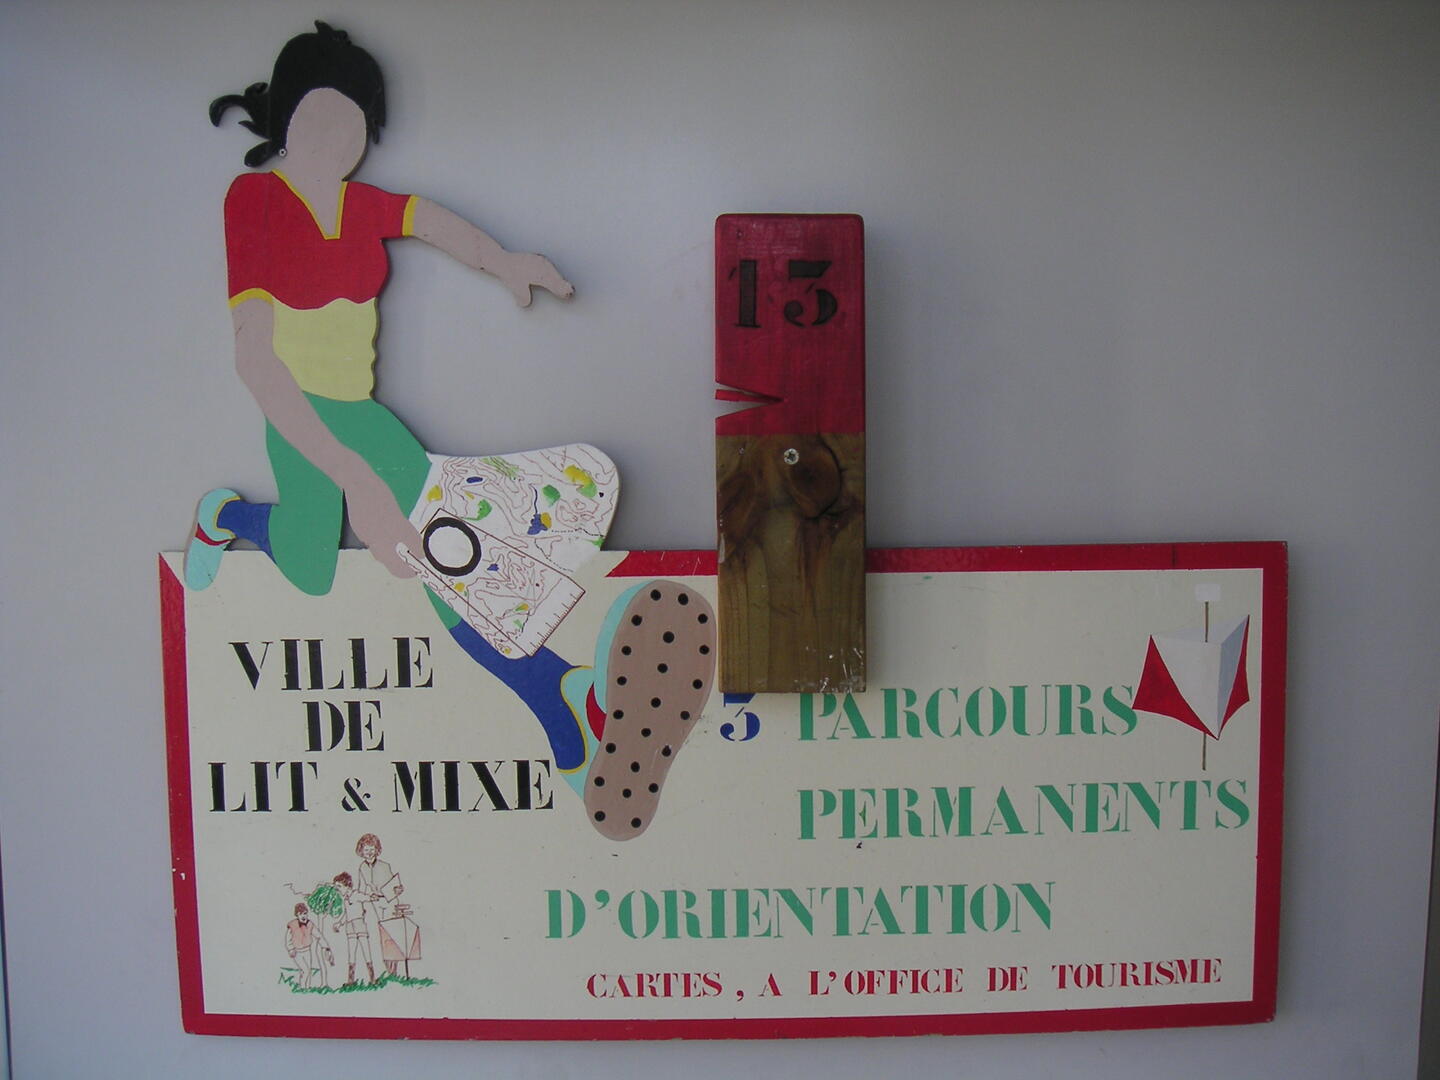 13
VILLE
DE
LIT & MIXE
3 PARCOURS
PERMANENTS
D'ORIENTATION
CARTES, A L'OFFICE DE TOURISME